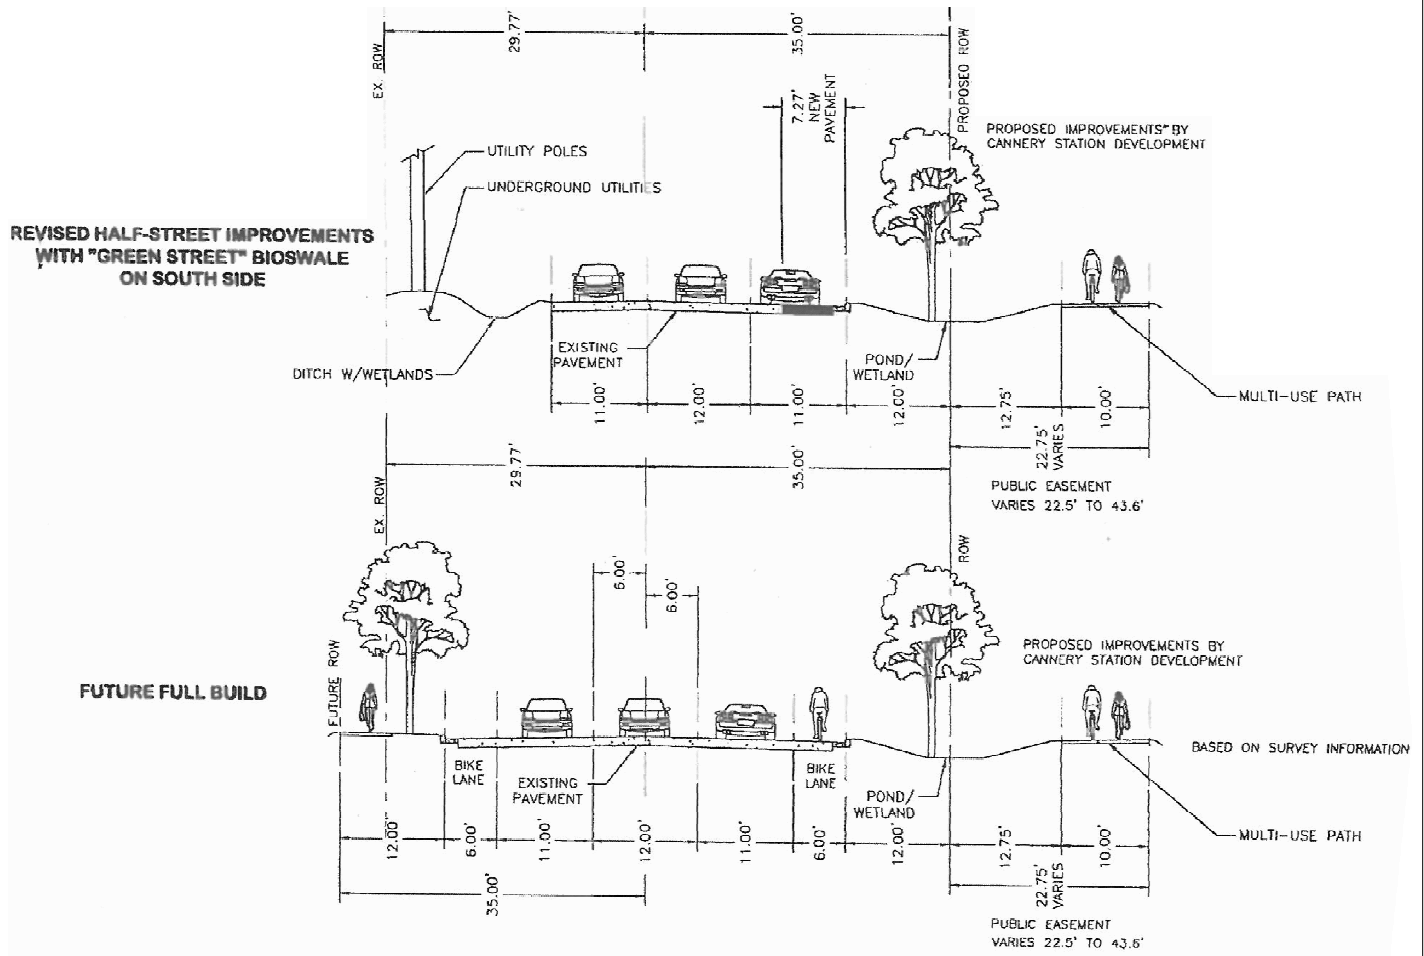 29.77'
35.00'
EX. ROW
PROPOSED ROW
7.27'
NEW
PAVEMENT
PROPOSED IMPROVEMENTS BY
CANNERY STATION DEVELOPMENT
UTILITY POLES
UNDERGROUND UTILITIES
REVISED HALF-STREET IMPROVEMENTS
WITH "GREEN STREET" BIOSWALE
ON SOUTH SIDE
EXISTING
PAVEMENT
POND/
WETLAND
DITCH W/WETLANDS
MULTI-USE PATH
11.00'
12.00'
11.00'
12.00'
12.75'
10.00'
22.75'
VARIES
29.77'
35.00'
PUBLIC EASEMENT
VARIES 22.5' TO 43.6'
EX. ROW
ROW
6.00'
6.00'
PROPOSED IMPROVEMENTS BY
CANNERY STATION DEVELOPMENT
FUTURE ROW
FUTURE FULL BUILD
BASED ON SURVEY INFORMATION
BIKE
LANE
EXISTING
PAVEMENT
BIKE
LANE
POND/
WETLAND
MULTI-USE PATH
12.00'
6.00'
11.00'
12.00'
11.00'
6.00'
12.00'
12.75'
10.00'
35.00'
22.75'
VARIES
PUBLIC EASEMENT
VARIES 22.5' TO 43.6'